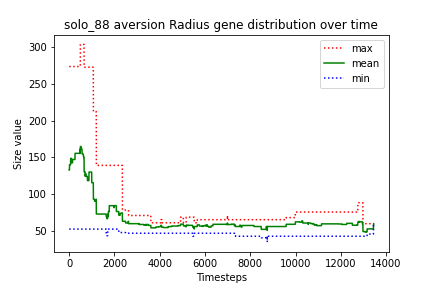 solo_88 aversion Radius gene distribution over time
max
mean
min
Size value
300
250
200
150
100
50
0 2000 4000 6000 8000 10000 12000 14000
Timesteps